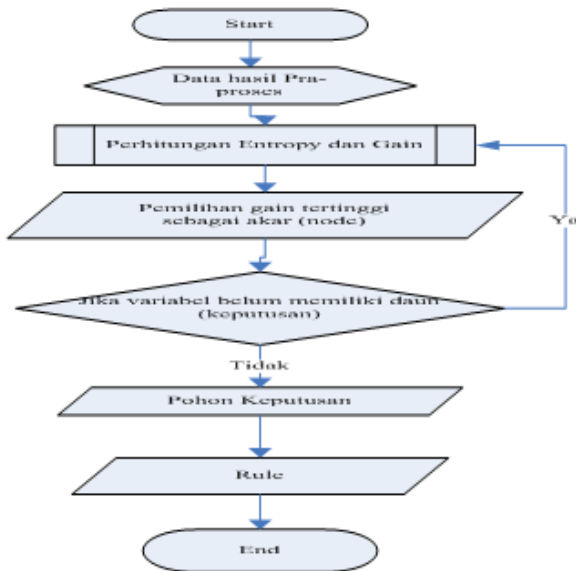 Start
Data hasil Pra-
proses
Perhitungan Entropy dan Gain
Pemilihan gain tertinggi
sebagai akar (node)
Jika variabel belum memiliki daun
(keputusan)
Ya
Tidak
Pohon Keputusan
Rule
End